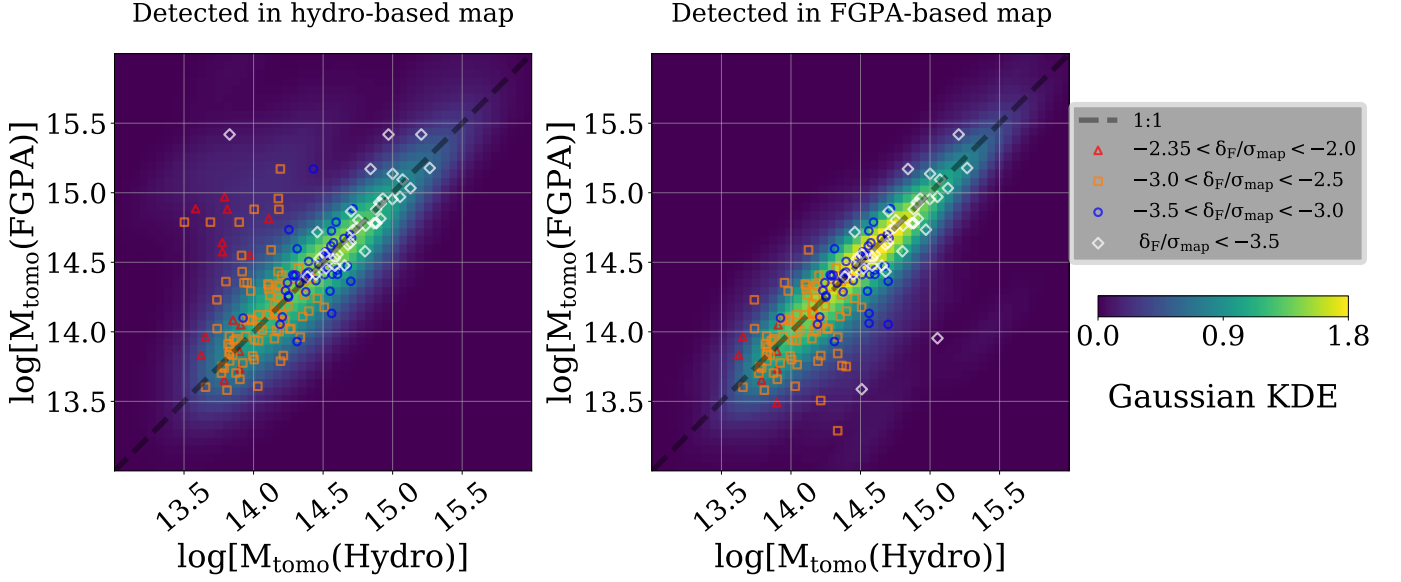 Detected in hydro-based map
Detected in FGPA-based map
log[M_tomo(FGPA)]
15.5
15.0
14.5
14.0
13.5
13.5
14.0
14.5
15.0
15.5
log[M_tomo(Hydro)]
log[M_tomo(FGPA)]
15.5
15.0
14.5
14.0
13.5
13.5
14.0
14.5
15.0
15.5
log[M_tomo(Hydro)]
1:1
−2.35 < δ_F/σ_map < −2.0
−3.0 < δ_F/σ_map < −2.5
−3.5 < δ_F/σ_map < −3.0
δ_F/σ_map < −3.5
0.0 0.9 1.8
Gaussian KDE